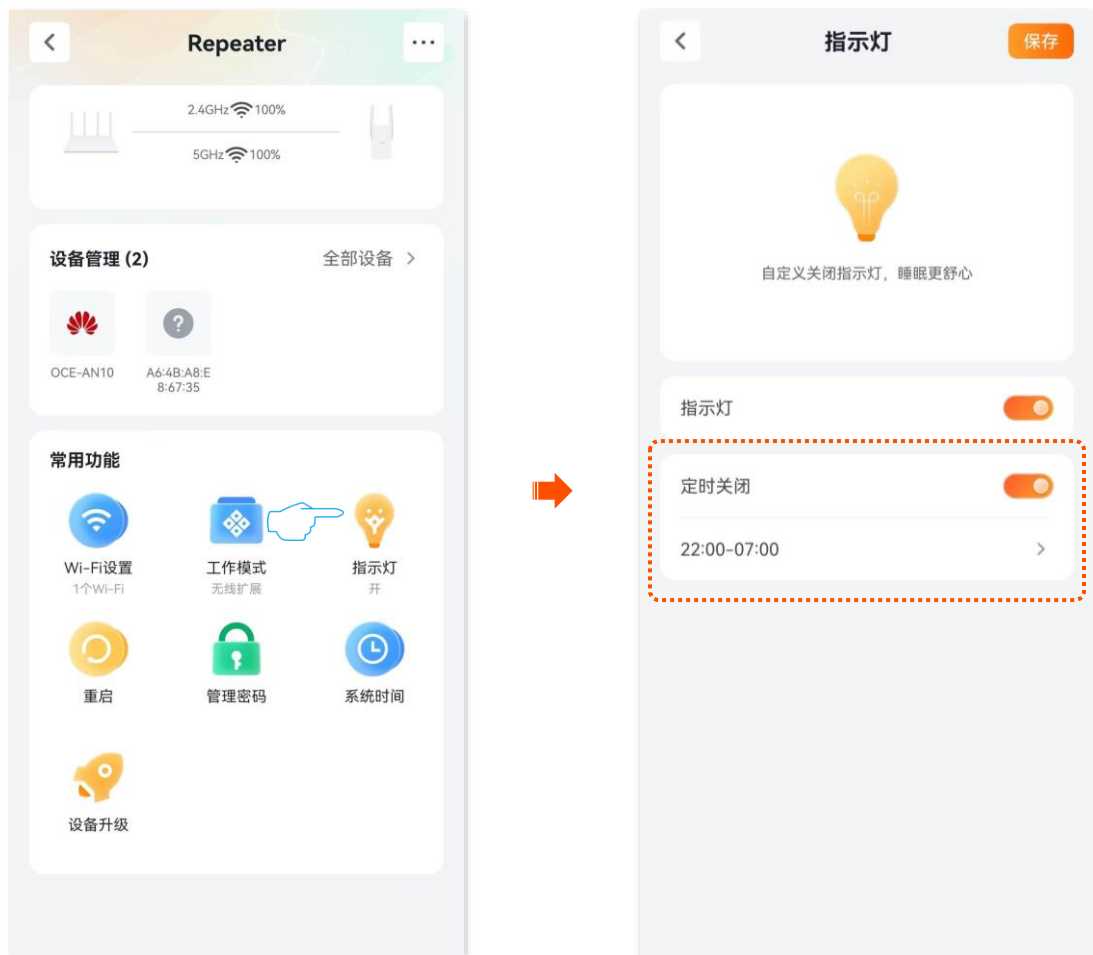 Repeater
2.4GHz 100%
5GHz 100%
设备管理 (2)
全部设备
OCE-AN10
A6:4B:A8:E
8:67:35
常用功能
Wi-Fi设置
1个Wi-Fi
工作模式
无线扩展
指示灯
开
重启
管理密码
系统时间
设备升级
指示灯
保存
自定义关闭指示灯，睡眠更舒心
指示灯
定时关闭
22:00-07:00